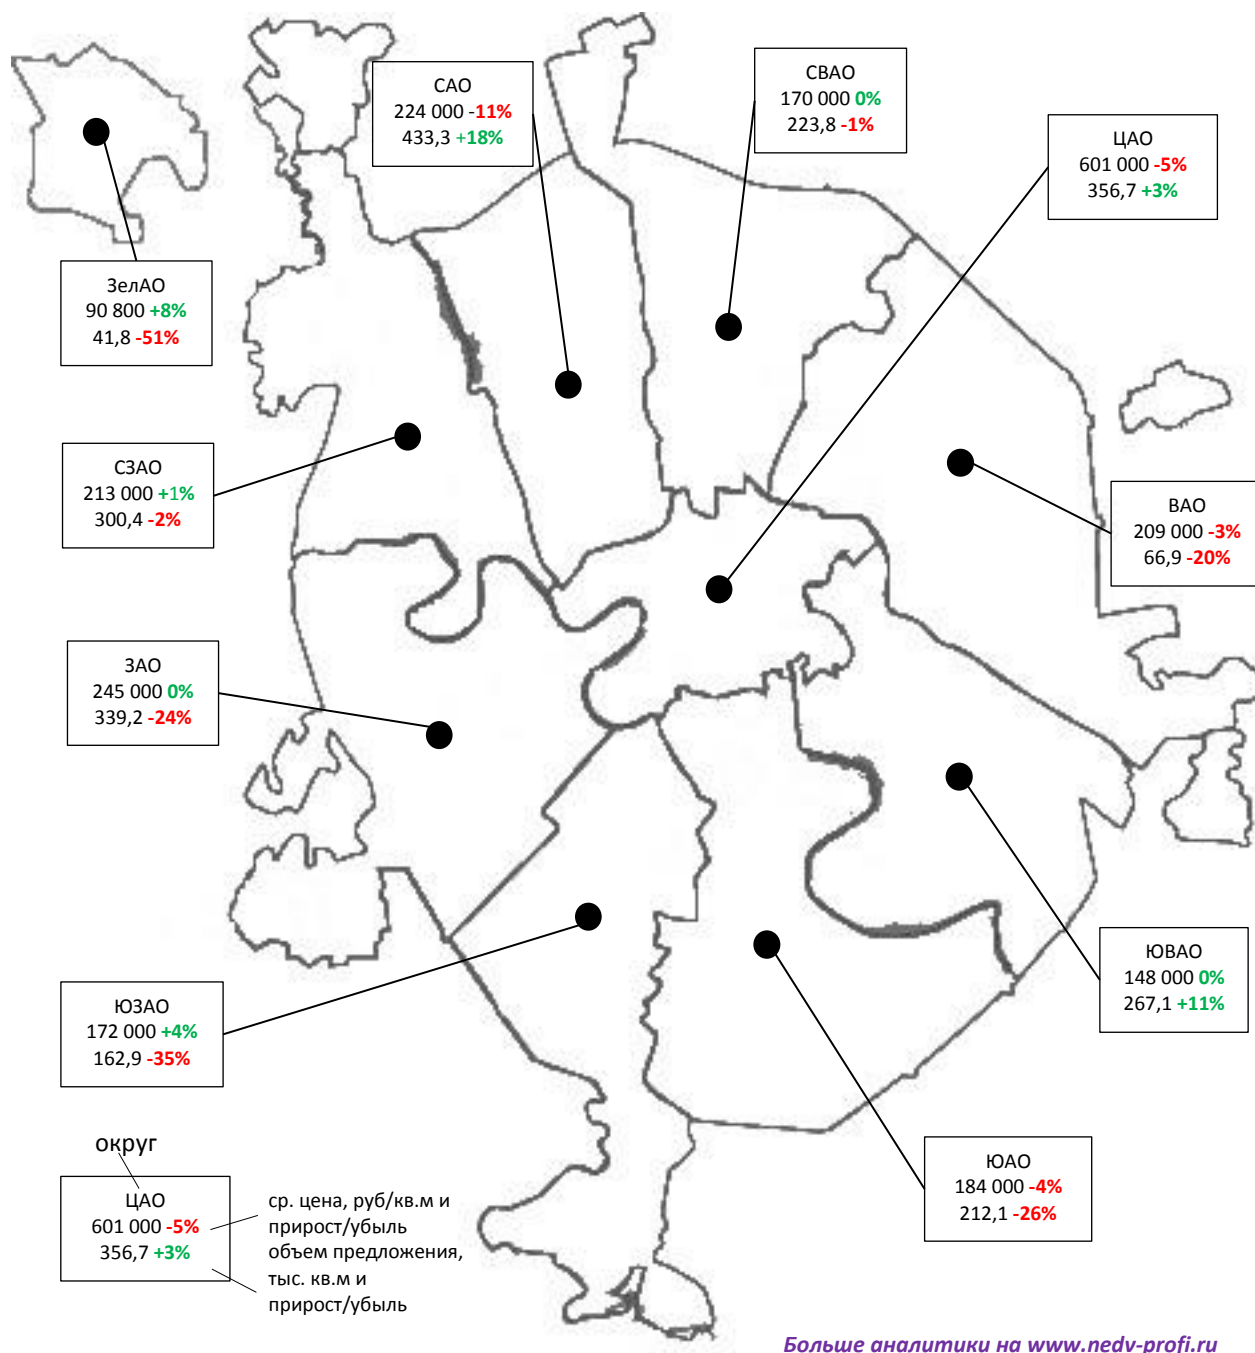 САО
224 000 -11%
433,3 +18%
СВАО
170 000 0%
223,8 -1%
ЦАО
601 000 -5%
356,7 +3%
ЗелАО
90 800 +8%
41,8 -51%
СЗАО
213 000 +1%
300,4 -2%
ВАО
209 000 -3%
66,9 -20%
ЗАО
245 000 0%
339,2 -24%
ЮВАО
148 000 0%
267,1 +11%
ЮЗАО
172 000 +4%
162,9 -35%
ЮАО
184 000 -4%
212,1 -26%
округ
ЦАО
601 000 -5%
356,7 +3%
ср. цена, руб/кв.м и
прирост/убыль
объем предложения,
тыс. кв.м и
прирост/убыль
Больше аналитики на www.nedv-profi.ru